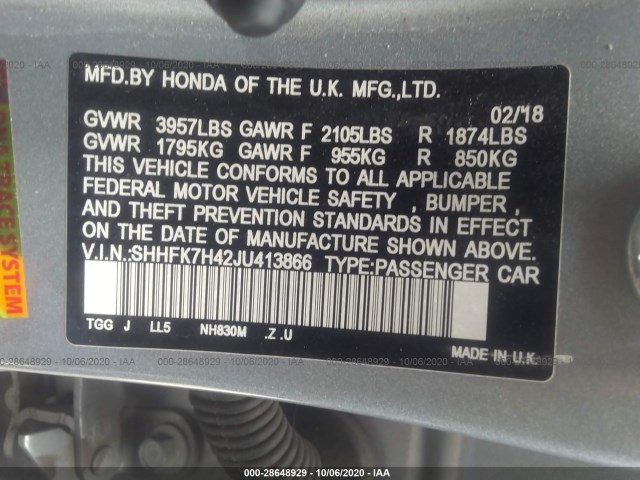 000-28648929 - 10/06/2020 - IAA
MFD.BY HONDA OF THE U.K. MFG.,LTD.
02/'18
GVWR 3957LBS GAWR F 2105LBS R 1874LBS
GVWR 1795KG GAWR F 955KG R 850KG
THIS VEHICLE CONFORMS TO ALL APPLICABLE
FEDERAL MOTOR VEHICLE SAFETY , BUMPER ,
AND THEFT PREVENTION STANDARDS IN EFFECT
ON THE DATE OF MANUFACTURE SHOWN ABOVE.
V.I.N.:SHHFK7H42JU413866 TYPE:PASSENGER CAR
TGG J LL5 NH830M .Z .U
MADE IN U.K.
TRACE SYSTEM
000-28648929 - 10/06/2020 - IAA